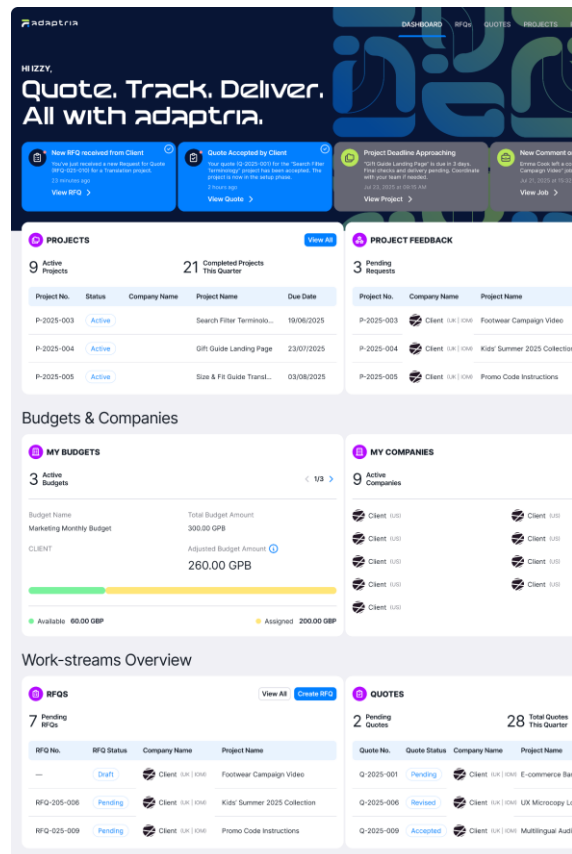 adaptria
DASHBOARD RFQs QUOTES PROJECTS
HI IZZY,
Quote. Track. Deliver.
All with adaptria.
New RFQ received from Client
You've just received a new Request for Quote
(RFQ-025-010) for a Translation project.
23 minutes ago
View RFQ
Quote Accepted by Client
Your quote (Q-2025-001) for the "Search Filter
Terminology" project has been accepted. The
project is now in the setup phase.
2 hours ago
View Quote
Project Deadline Approaching
"Gift Guide Landing Page" is due in 3 days.
Final checks and delivery pending. Coordinate
with your team if needed.
Jul 23, 2025 at 09:15 AM
View Project
New Comment o
Emma Cook left a co
Campaign Video" job
Jul 21, 2025 at
View Job
PROJECTS
View All
9 Active Projects
21 Completed Projects This Quarter
Project No. Status Company Name Project Name Due Date
P-2025-003 Active Search Filter Terminolo... 19/06/2025
P-2025-004 Active Gift Guide Landing Page 23/07/2025
P-2025-005 Active Size & Fit Guide Transl... 03/08/2025
PROJECT FEEDBACK
3 Pending Requests
Project No. Company Name Project Name
P-2025-003 Client (UK | IOM) Footwear Campaign Video
P-2025-004 Client (UK | IOM) Kids' Summer 2025 Collection
P-2025-005 Client (UK | IOM) Promo Code Instructions
Budgets & Companies
MY BUDGETS
3 Active Budgets
< 1/3 >
Budget Name Total Budget Amount
Marketing Monthly Budget 300.00 GPB
CLIENT Adjusted Budget Amount
260.00 GPB
Available 60.00 GBP
Assigned 200.00 GBP
MY COMPANIES
9 Active Companies
Client (US) Client (US)
Client (US) Client (US)
Client (US) Client (US)
Client (US) Client (US)
Client (US)
Work-streams Overview
RFQS
View All Create RFQ
7 Pending RFQs
RFQ No. RFQ Status Company Name Project Name
— Draft Client (UK | IOM) Footwear Campaign Video
RFQ-205-006 Pending Client (UK | IOM) Kids' Summer 2025 Collection
RFQ-025-009 Pending Client (UK | IOM) Promo Code Instructions
QUOTES
2 Pending Quotes
28 Total Quotes This Quarter
Quote No. Quote Status Company Name Project Name
Q-2025-001 Pending Client (UK | IOM) E-commerce Ba
Q-2025-006 Revised Client (UK | IOM) UX Microcopy Lo
Q-2025-009 Accepted Client (UK | IOM) Multilingual Audi